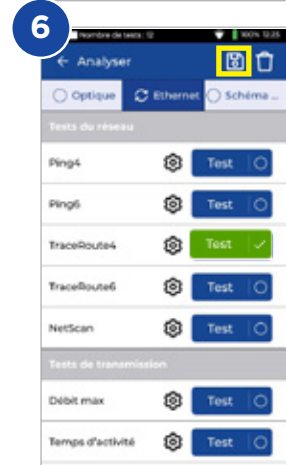 6
Nombre de tests: 12 100% 12:25
Analyser
Optique Ethernet Schéma ...
Tests du réseau
Ping4 Test
Ping6 Test
TraceRoute4 Test
TraceRoute6 Test
NetScan Test
Tests de transmission
Débit max Test
Temps d'activité Test